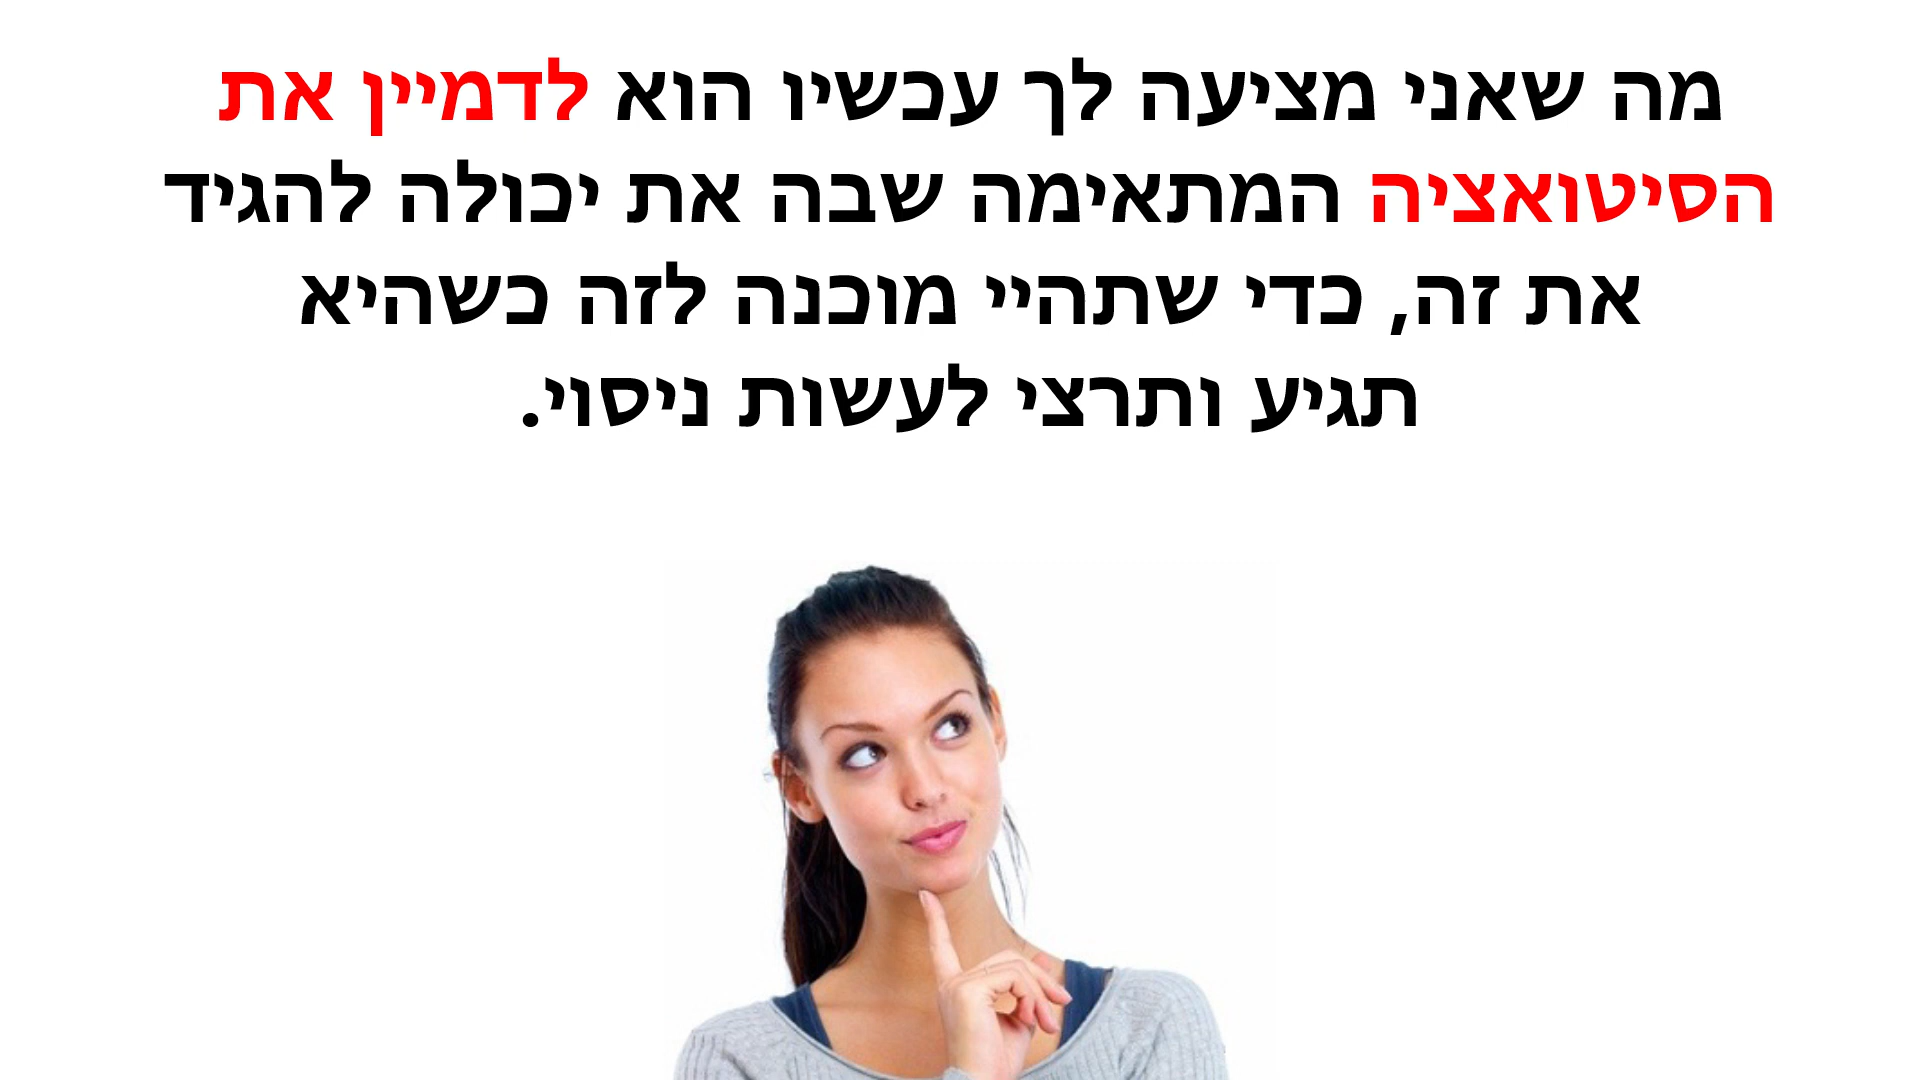 מה שאני מציעה לך עכשיו הוא לדמיין את
הסיטואציה המתאימה שבה את יכולה להגיד
את זה, כדי שתהיי מוכנה לזה כשהיא
תגיע ותרצי לעשות ניסוי.